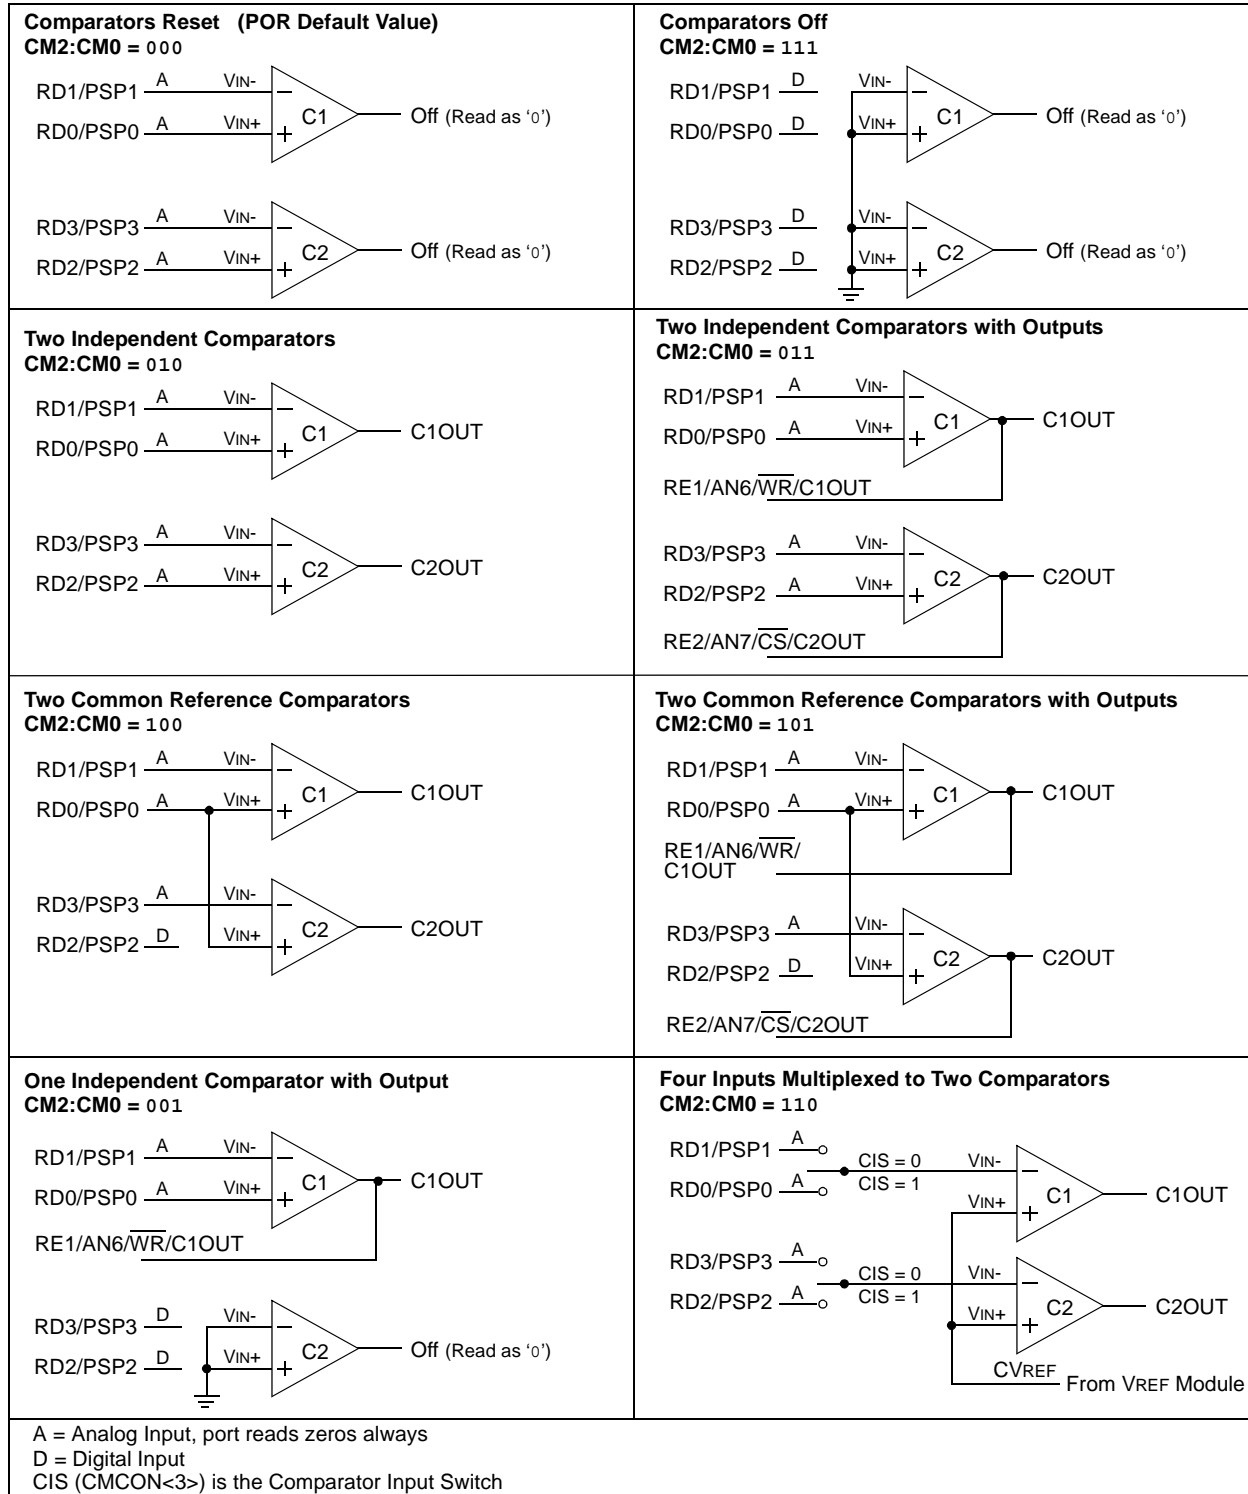 Comparators Reset (POR Default Value)
CM2:CM0 = 000
RD1/PSP1 A VIN- −
RD0/PSP0 A VIN+ +
C1 Off (Read as ‘0’)
RD3/PSP3 A VIN- −
RD2/PSP2 A VIN+ +
C2 Off (Read as ‘0’)
Comparators Off
CM2:CM0 = 111
RD1/PSP1 D VIN- −
RD0/PSP0 D VIN+ +
C1 Off (Read as ‘0’)
RD3/PSP3 D VIN- −
RD2/PSP2 D VIN+ +
C2 Off (Read as ‘0’)
Two Independent Comparators
CM2:CM0 = 010
RD1/PSP1 A VIN- −
RD0/PSP0 A VIN+ +
C1 C1OUT
RD3/PSP3 A VIN- −
RD2/PSP2 A VIN+ +
C2 C2OUT
Two Independent Comparators with Outputs
CM2:CM0 = 011
RD1/PSP1 A VIN- −
RD0/PSP0 A VIN+ +
C1 C1OUT
RE1/AN6/W̅R̅/C1OUT
RD3/PSP3 A VIN- −
RD2/PSP2 A VIN+ +
C2 C2OUT
RE2/AN7/C̅S̅/C2OUT
Two Common Reference Comparators
CM2:CM0 = 100
RD1/PSP1 A VIN- −
RD0/PSP0 A VIN+ +
C1 C1OUT
RD3/PSP3 A VIN- −
RD2/PSP2 D VIN+ +
C2 C2OUT
Two Common Reference Comparators with Outputs
CM2:CM0 = 101
RD1/PSP1 A VIN- −
RD0/PSP0 A VIN+ +
C1 C1OUT
RE1/AN6/W̅R̅/
C1OUT
RD3/PSP3 A VIN- −
RD2/PSP2 D VIN+ +
C2 C2OUT
RE2/AN7/C̅S̅/C2OUT
One Independent Comparator with Output
CM2:CM0 = 001
RD1/PSP1 A VIN- −
RD0/PSP0 A VIN+ +
C1 C1OUT
RE1/AN6/W̅R̅/C1OUT
RD3/PSP3 D VIN- −
RD2/PSP2 D VIN+ +
C2 Off (Read as ‘0’)
Four Inputs Multiplexed to Two Comparators
CM2:CM0 = 110
RD1/PSP1 A CIS = 0 VIN- −
RD0/PSP0 A CIS = 1 VIN+ +
C1 C1OUT
RD3/PSP3 A CIS = 0 VIN- −
RD2/PSP2 A CIS = 1 VIN+ +
C2 C2OUT
CVREF From VREF Module
A = Analog Input, port reads zeros always
D = Digital Input
CIS (CMCON<3>) is the Comparator Input Switch